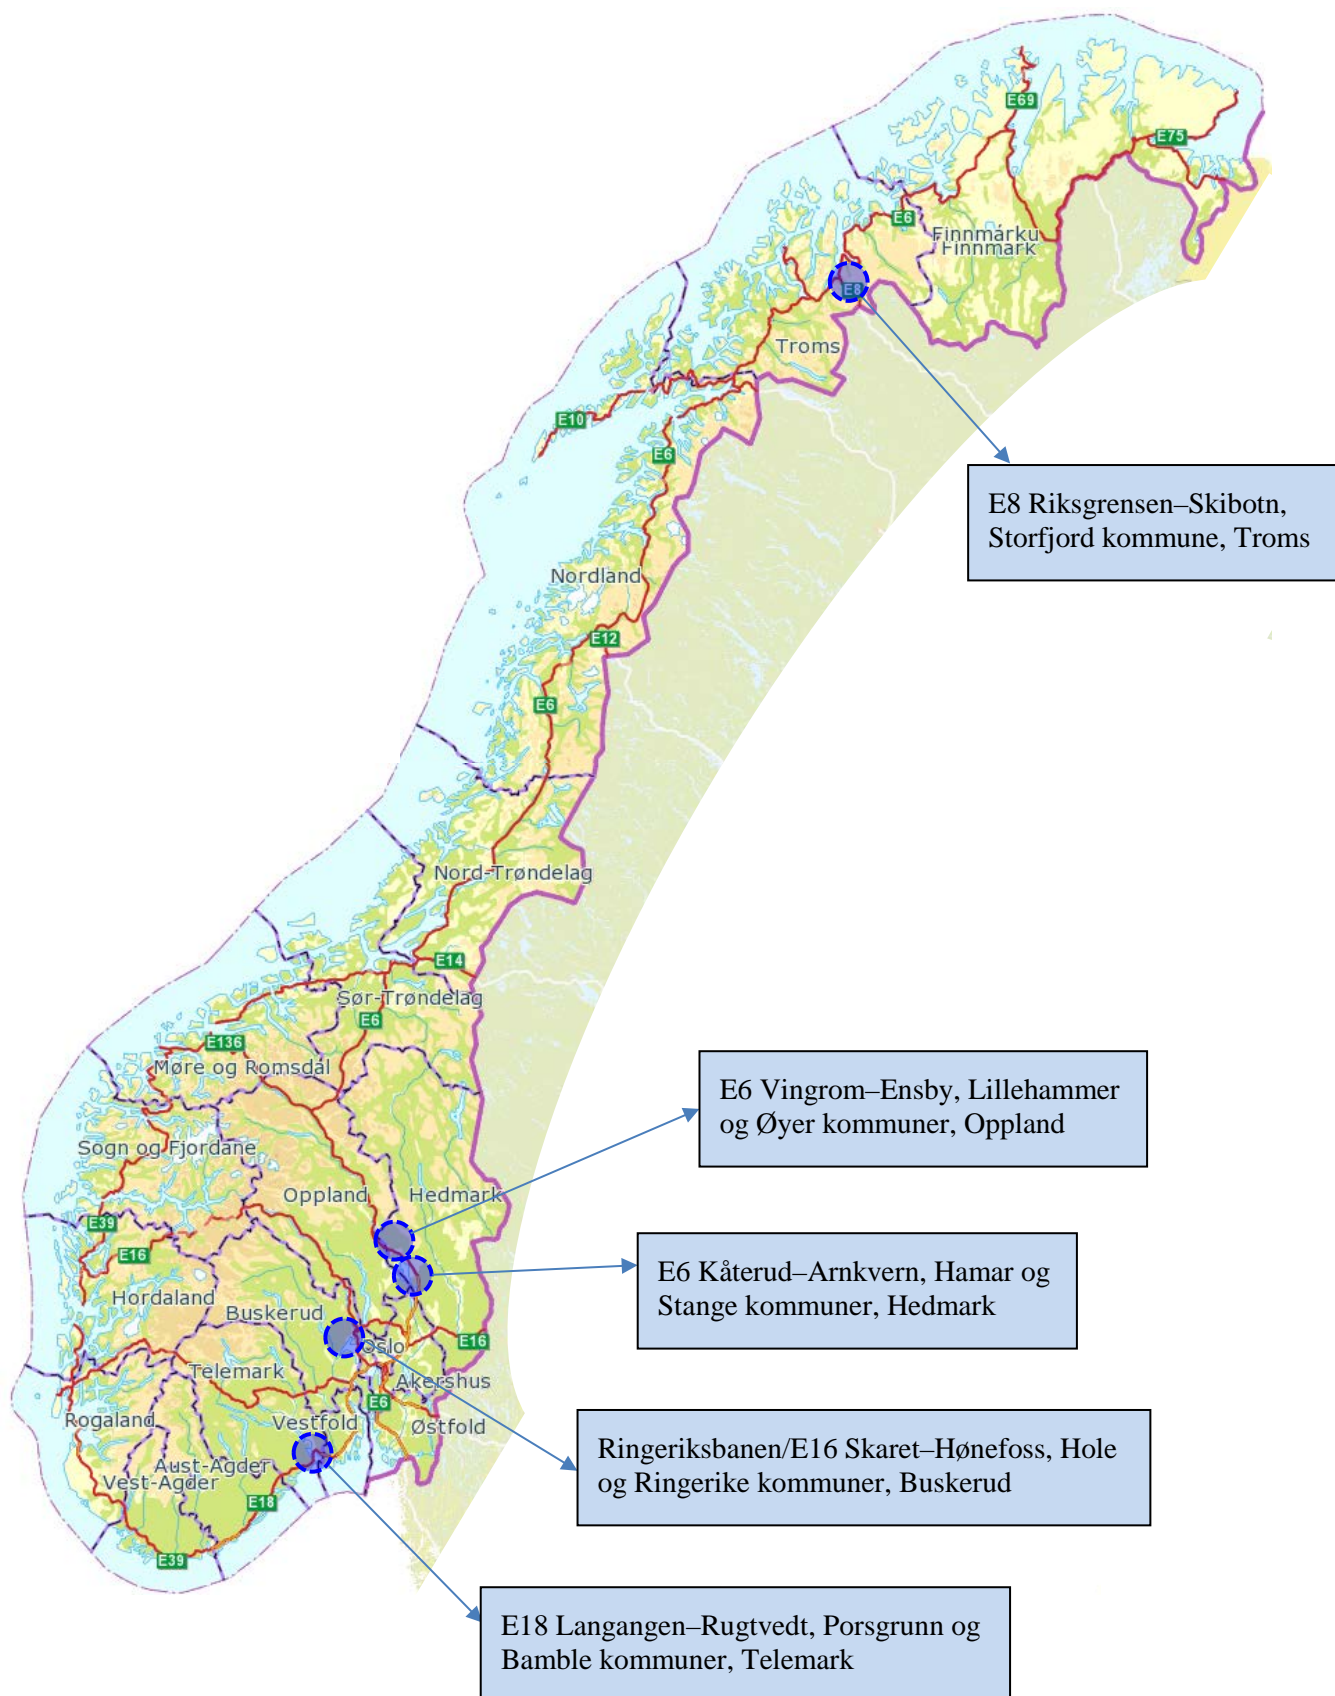 E69
E75
E6
Finnmárku
Finnmark
E8
Troms
E10
E6
E8 Riksgrensen–Skibotn,
Storfjord kommune, Troms
Nordland
E12
E6
Nord-Trøndelag
E14
Sør-Trøndelag
E6
E136
Møre og Romsdal
E6 Vingrom–Ensby, Lillehammer
og Øyer kommuner, Oppland
Sogn og Fjordane
Oppland
Hedmark
E39
E16
E6 Kåterud–Arnkvern, Hamar og
Stange kommuner, Hedmark
Hordaland
Buskerud
Oslo
E16
Telemark
Akershus
E6
Rogaland
Vestfold
Østfold
Ringeriksbanen/E16 Skaret–Hønefoss, Hole
og Ringerike kommuner, Buskerud
Aust-Agder
Vest-Agder
E18
E39
E18 Langangen–Rugtvedt, Porsgrunn og
Bamble kommuner, Telemark